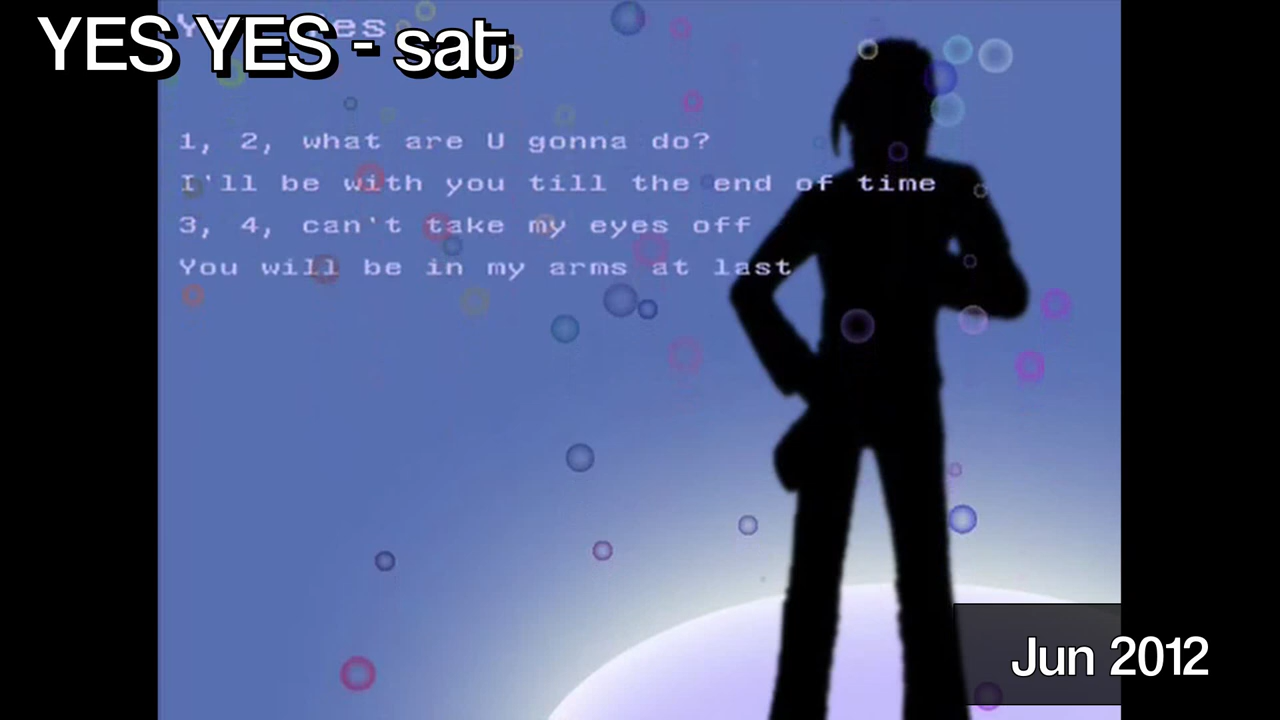 YES YES - sat
1, 2, what are U gonna do?
I'll be with you till the end of time
3, 4, can't take my eyes off
You will be in my arms at last
Jun 2012